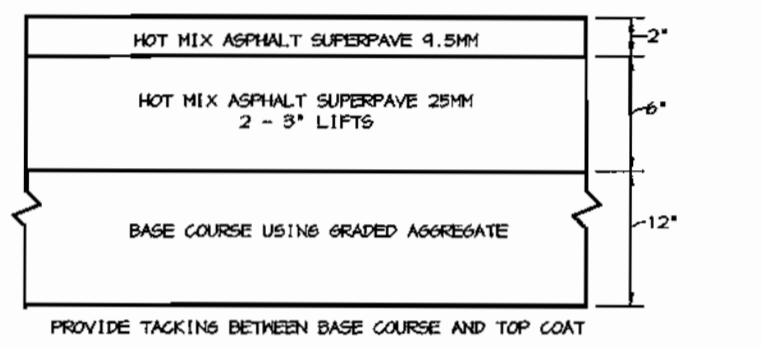 HOT MIX ASPHALT SUPERPAVE 9.5MM
2"
HOT MIX ASPHALT SUPERPAVE 25MM
2 - 3" LIFTS
6"
BASE COURSE USING GRADED AGGREGATE
12"
PROVIDE TACKING BETWEEN BASE COURSE AND TOP COAT